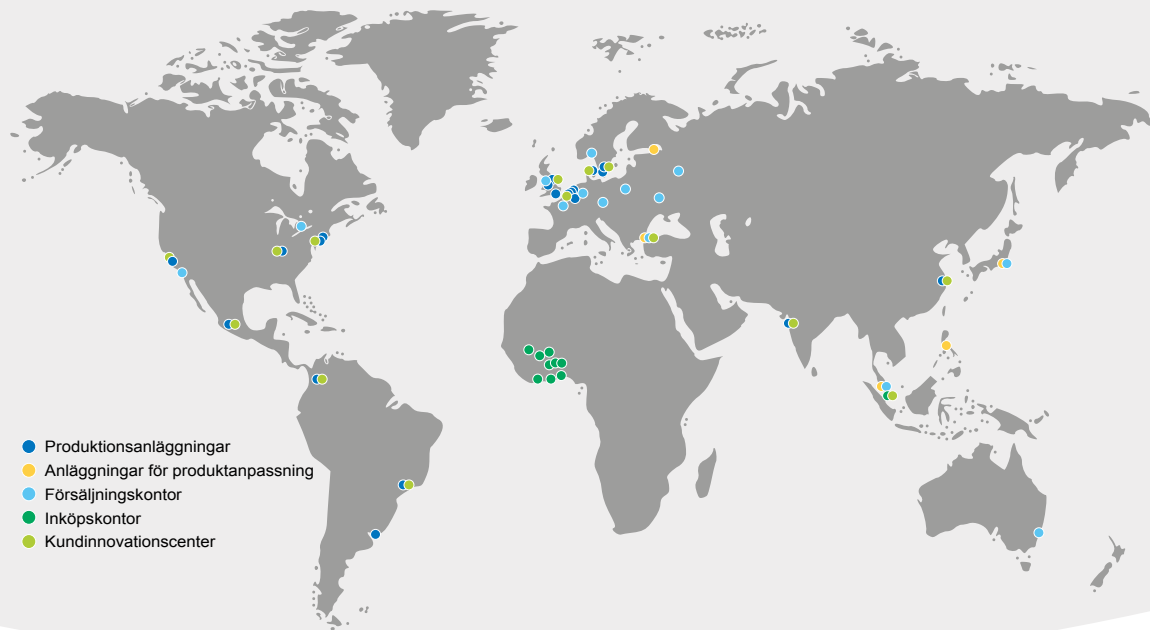 Produktionsanläggningar
Anläggningar för produktanpassning
Försäljningskontor
Inköpskontor
Kundinnovationscenter